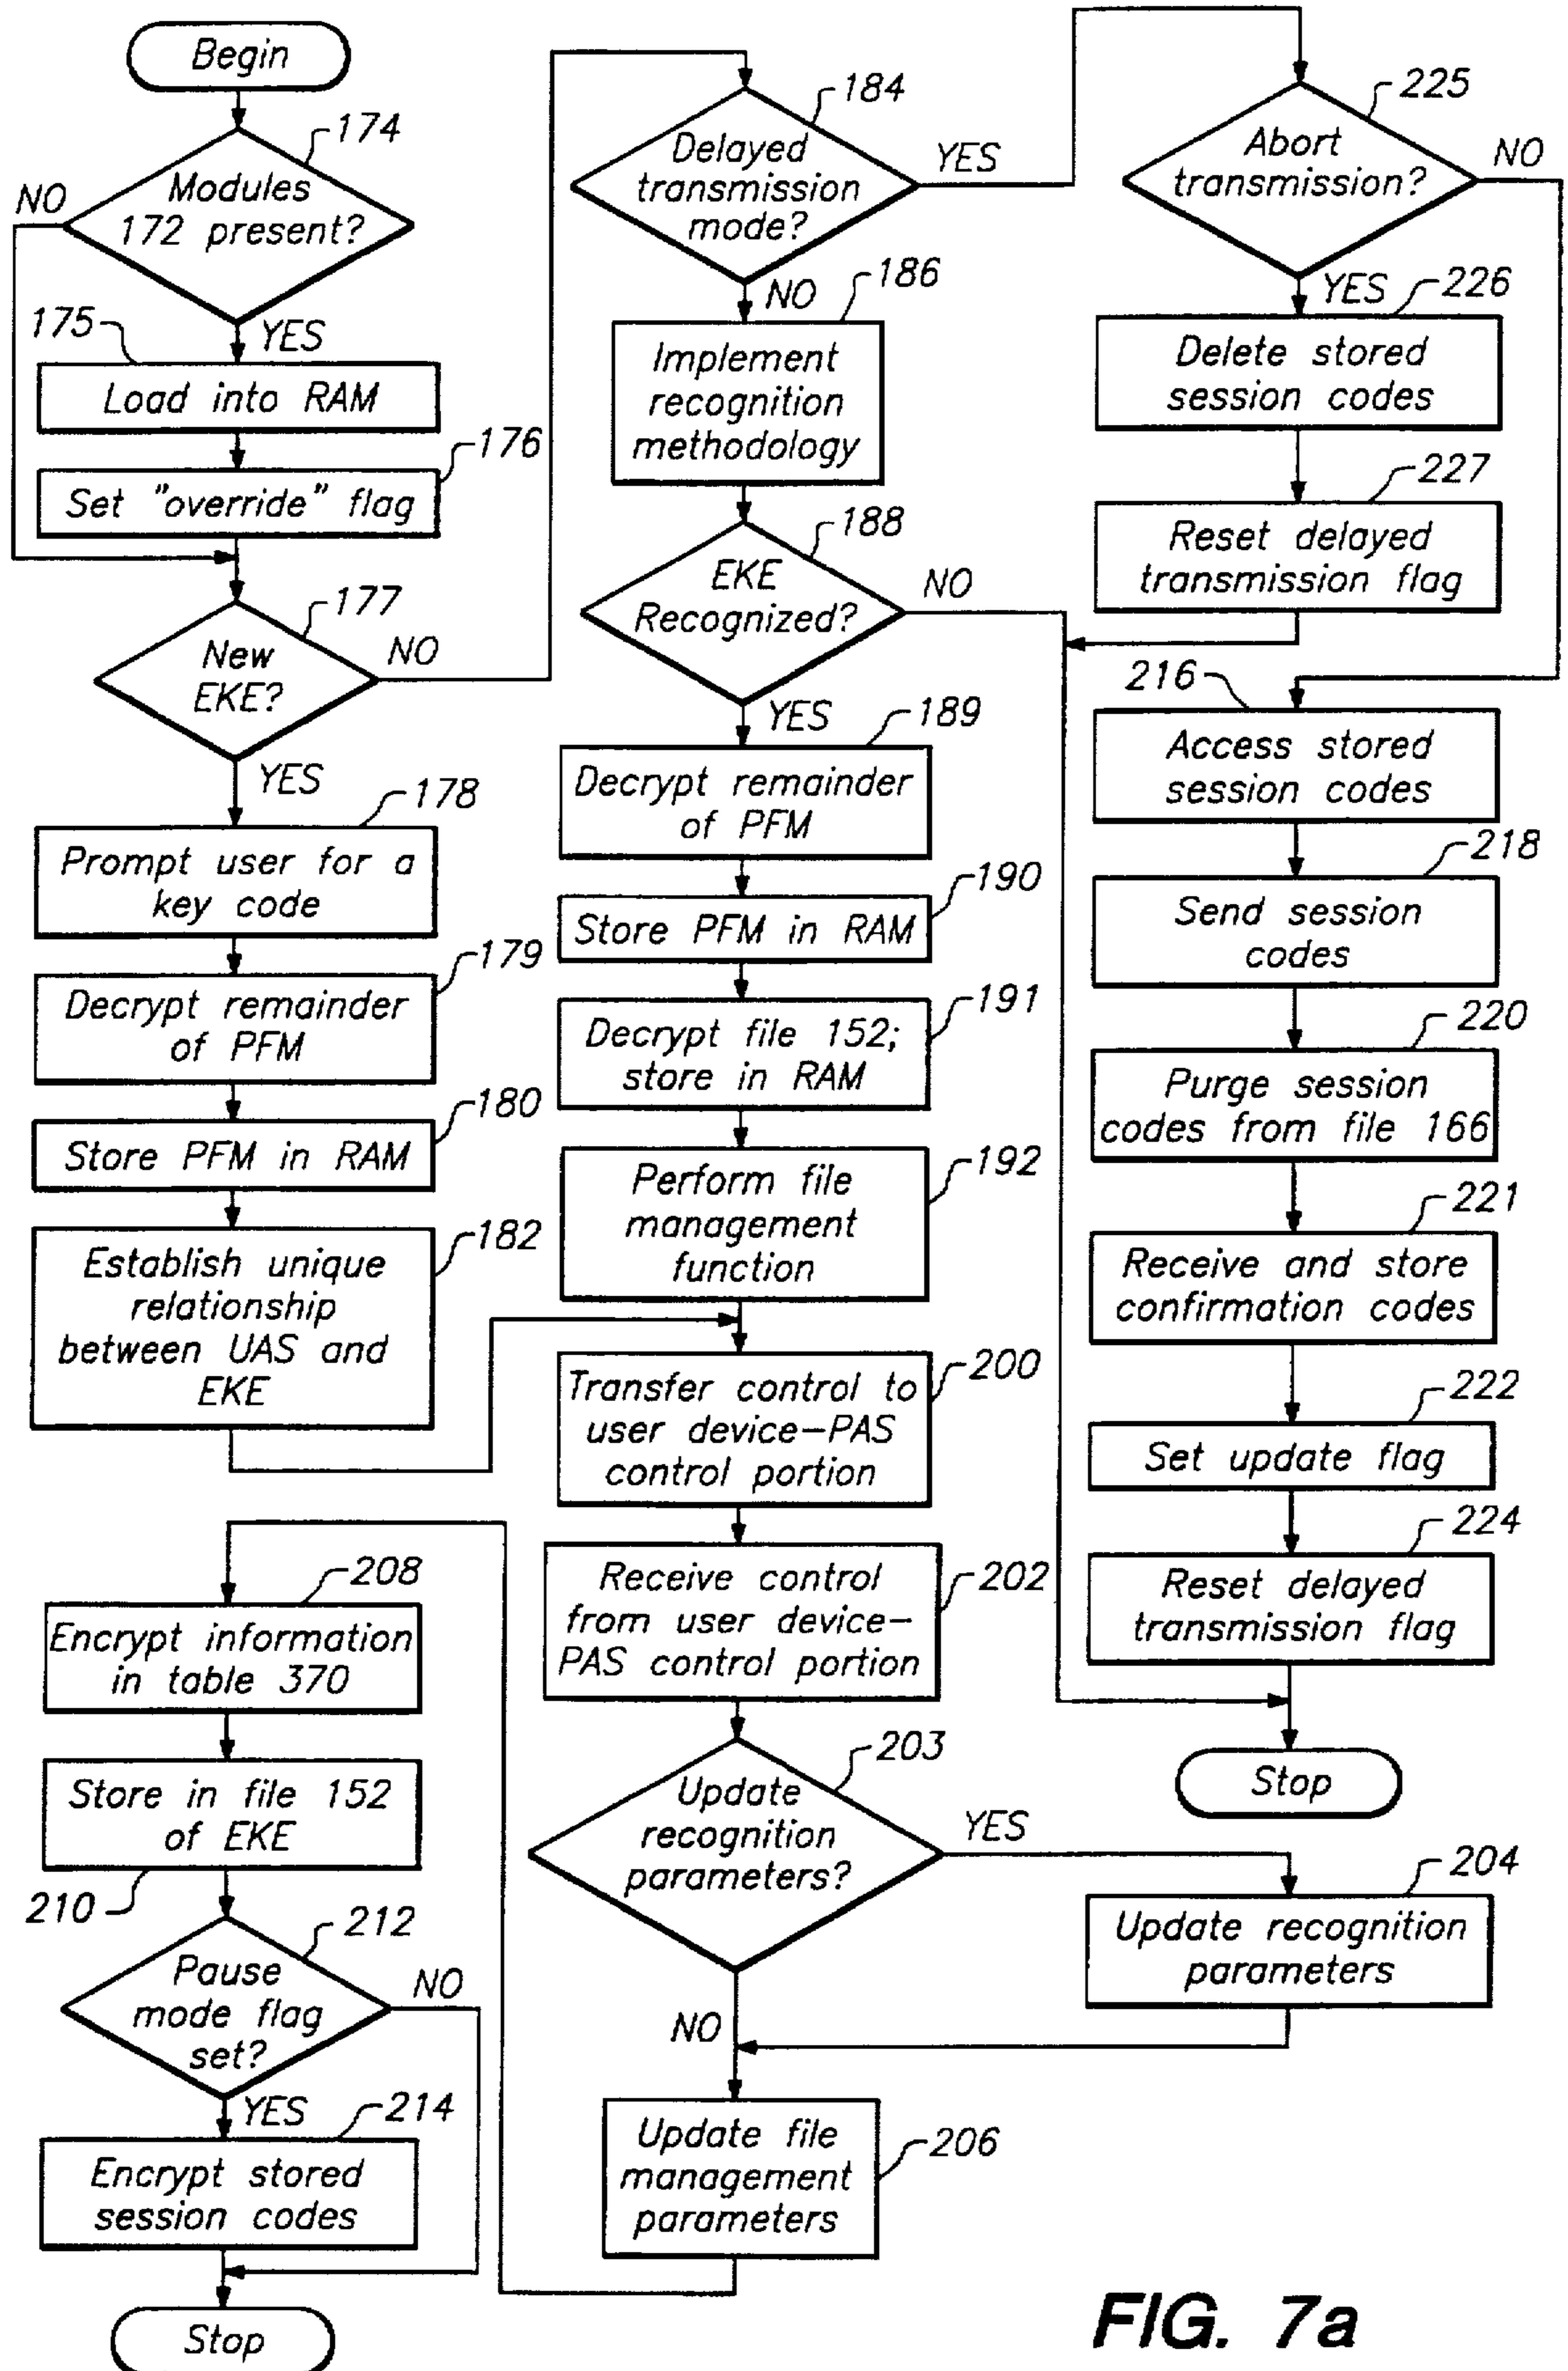 Begin
174
Modules
172 present?
NO
YES
175
Load into RAM
176
Set "override" flag
177
New
EKE?
NO
YES
178
Prompt user for a
key code
179
Decrypt remainder
of PFM
180
Store PFM in RAM
182
Establish unique
relationship
between UAS and
EKE
184
Delayed
transmission
mode?
YES
NO
186
Implement
recognition
methodology
188
EKE
Recognized?
NO
YES
189
Decrypt remainder
of PFM
190
Store PFM in RAM
191
Decrypt file 152;
store in RAM
192
Perform file
management
function
200
Transfer control to
user device-PAS
control portion
202
Receive control
from user device-
PAS control portion
203
Update
recognition
parameters?
YES
NO
204
Update recognition
parameters
206
Update file
management
parameters
208
Encrypt information
in table 370
Store in file 152
of EKE
210
212
Pause
mode flag
set?
NO
YES
214
Encrypt stored
session codes
Stop
225
Abort
transmission?
NO
YES
226
Delete stored
session codes
227
Reset delayed
transmission flag
216
Access stored
session codes
218
Send session
codes
220
Purge session
codes from file 166
221
Receive and store
confirmation codes
222
Set update flag
224
Reset delayed
transmission flag
Stop
FIG. 7a